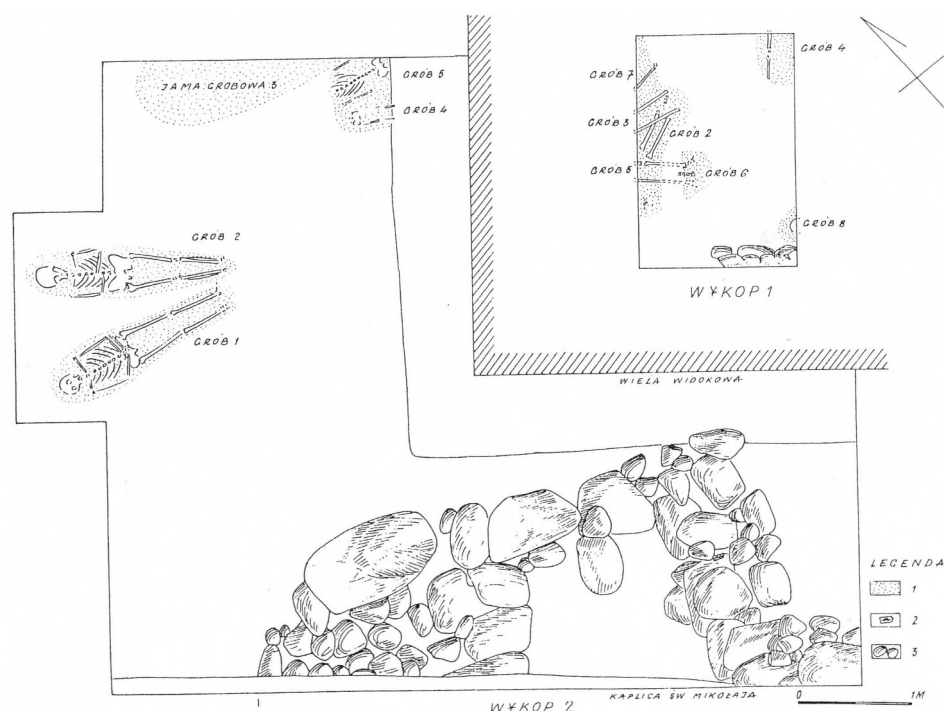 JAMA GROBOWA 3
GRÓB 5
GRÓB 4
GRÓB 2
GRÓB 1
GRÓB 4
GRÓB 7
GRÓB 3
GRÓB 2
GRÓB 5
GRÓB 6
GRÓB 8
WYKOP 1
WIEŻA WIDOKOWA
LEGENDA
1
2
3
KAPLICA ŚW MIKOŁAJA
0
1M
1
WYKOP 2